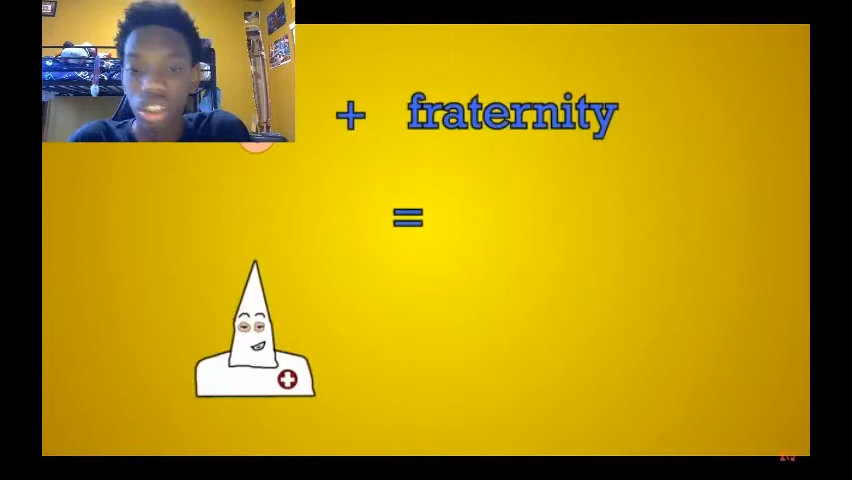 + fraternity
=